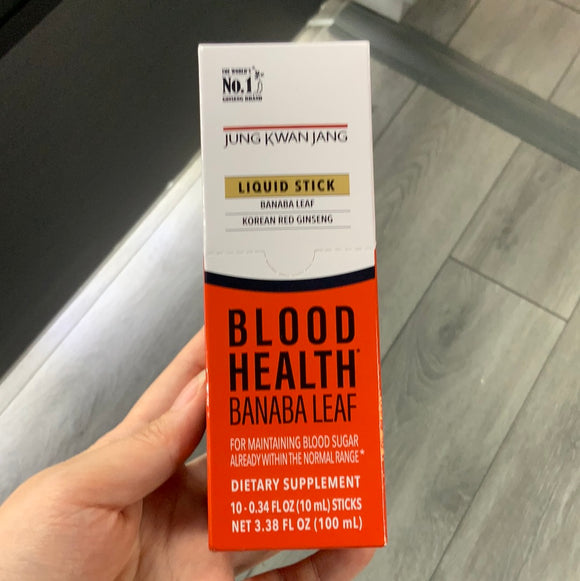 THE WORLD'S
No.1
GINSENG BRAND
JUNG KWAN JANG
LIQUID STICK
BANABA LEAF
KOREAN RED GINSENG
BLOOD
HEALTH*
BANABA LEAF
FOR MAINTAINING BLOOD SUGAR
ALREADY WITHIN THE NORMAL RANGE*
DIETARY SUPPLEMENT
10 - 0.34 FL OZ (10 mL) STICKS
NET 3.38 FL OZ (100 mL)